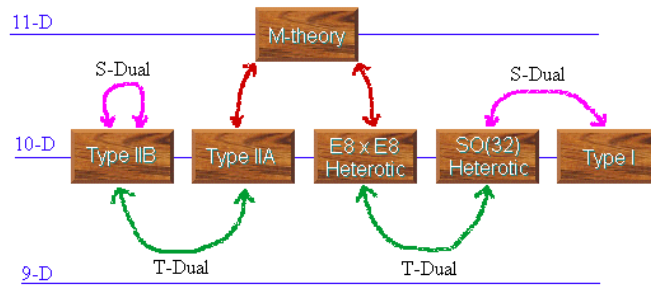 11-D
M-theory
S-Dual
S-Dual
10-D
Type IIB
Type IIA
E8 x E8
Heterotic
SO(32)
Heterotic
Type I
T-Dual
T-Dual
9-D